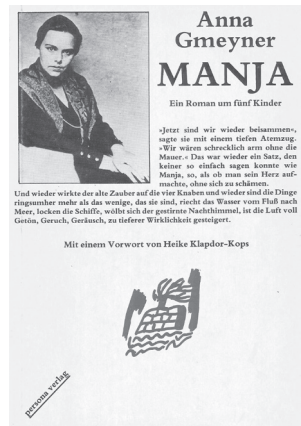 Anna
Gmeyner
MANJA
Ein Roman um fünf Kinder
»Jetzt sind wir wieder beisammen«,
sagte sie mit einem tiefen Atemzug.
»Wir wären schrecklich arm ohne die
Mauer.« Das war wieder ein Satz, den
keiner so einfach sagen konnte wie
Manja, so, als ob man sein Herz auf-
machte, ohne sich zu schämen.
Und wieder wirkte der alte Zauber auf die vier Knaben und wieder sind die Dinge
ringsumher mehr als das wenige, das sie sind, riecht das Wasser vom Fluß nach
Meer, locken die Schiffe, wölbt sich der gestirnte Nachthimmel, ist die Luft voll
Getön, Geruch, Geräusch, zu tieferer Wirklichkeit gesteigert.
Mit einem Vorwort von Heike Klapdor-Kops
persona verlag